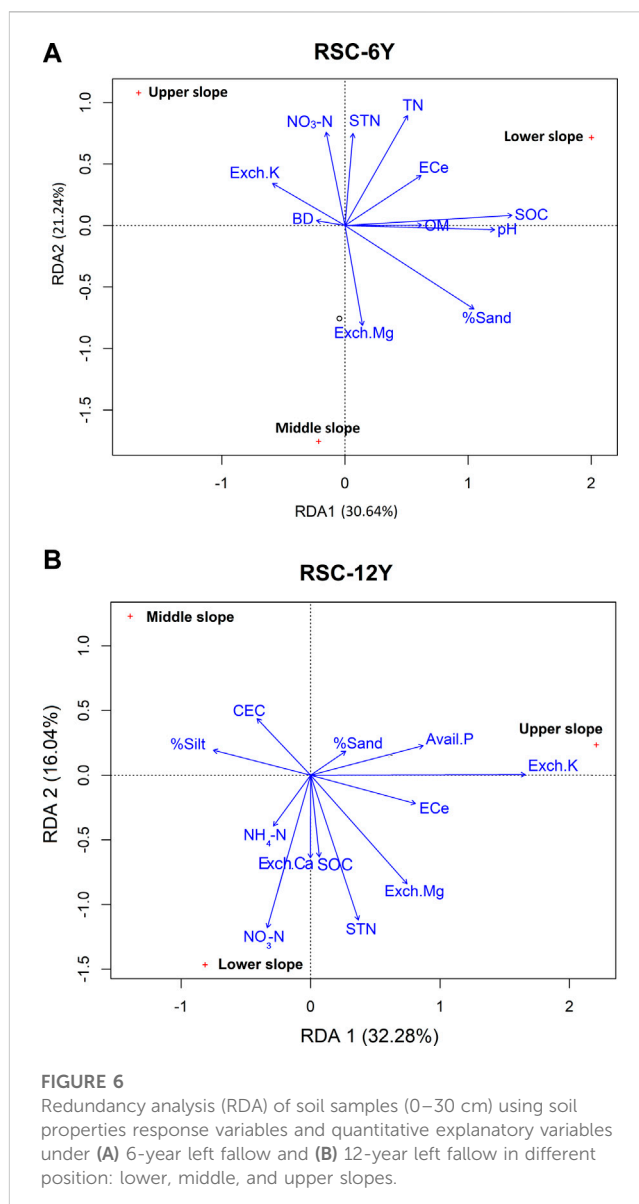 A
RSC-6Y
Upper slope
NO₃-N
STN
TN
Lower slope
Exch.K
ECe
BD
SOC
OM
pH
%Sand
Exch.Mg
Middle slope
RDA2 (21.24%)
1.0
0.5
0.0
-0.5
-1.0
-1.5
-1
0
1
2
RDA1 (30.64%)
B
RSC-12Y
Middle slope
CEC
%Silt
%Sand
Avail.P
Upper slope
Exch.K
ECe
NH₄-N
Exch.Ca
SOC
Exch.Mg
NO₃-N
STN
Lower slope
RDA 2 (16.04%)
1.0
0.5
0.0
-0.5
-1.0
-1.5
-1
0
1
2
RDA 1 (32.28%)
FIGURE 6
Redundancy analysis (RDA) of soil samples (0–30 cm) using soil
properties response variables and quantitative explanatory variables
under (A) 6-year left fallow and (B) 12-year left fallow in different
position: lower, middle, and upper slopes.